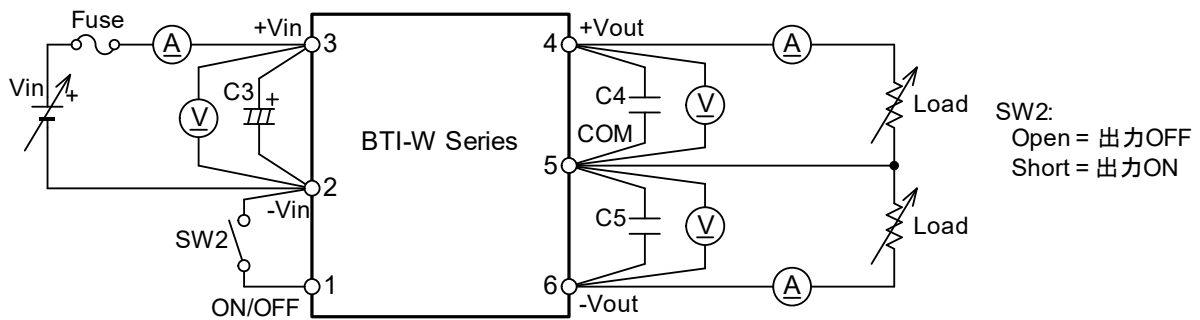 Fuse
A
+Vin
3
Vin
+
V
C3
+
2
-Vin
SW2
1
ON/OFF
BTI-W Series
4
+Vout
A
C4
V
Load
COM
5
C5
V
Load
6
-Vout
A
SW2:
Open = 出力OFF
Short = 出力ON